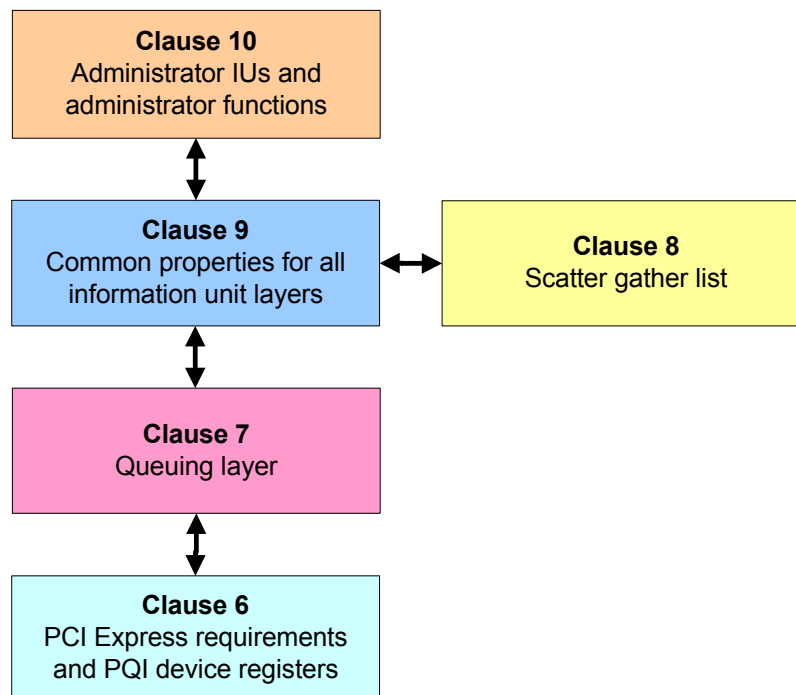 Clause 10
Administrator IUs and
administrator functions
Clause 9
Common properties for all
information unit layers
Clause 8
Scatter gather list
Clause 7
Queuing layer
Clause 6
PCI Express requirements
and PQI device registers